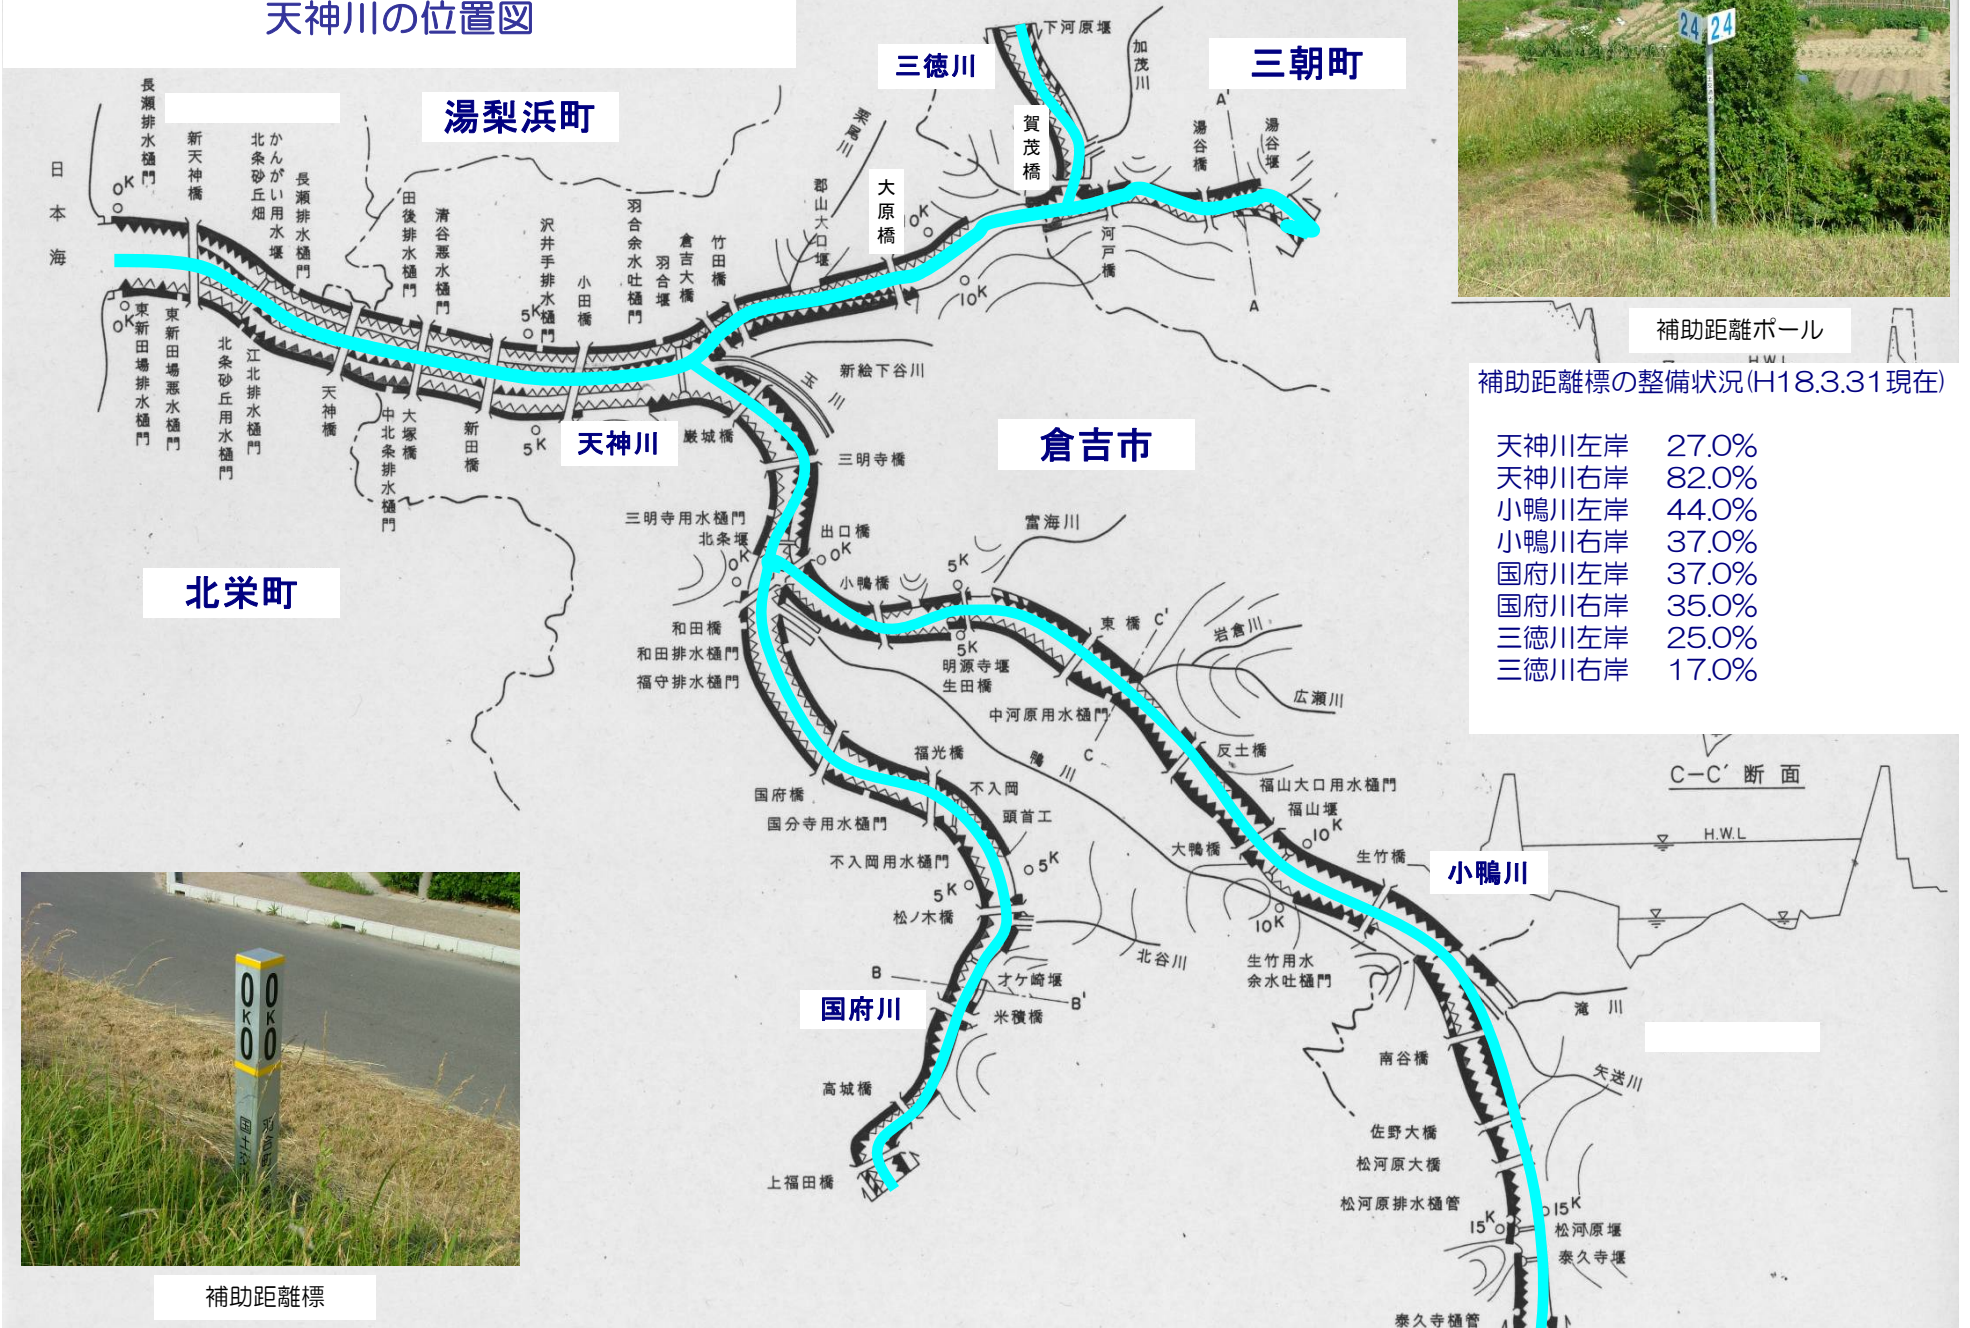 天神川の位置図
三徳川
三朝町
湯梨浜町
天神川
倉吉市
北栄町
国府川
小鴨川
日本海
長瀬排水樋門
0K
新天神橋
北条砂丘畑
かんがい用水堰
長瀬排水樋門
田後排水樋門
清谷悪水樋門
沢井手排水樋門
5K
小田橋
羽合余水吐樋門
羽合堰
倉吉大橋
竹田橋
郡山大口堰
栗尾川
大原橋
10K
下河原堰
加茂川
賀茂橋
湯谷橋
A'
湯谷堰
河戸橋
A
10K
0K
東新田場排水樋門
東新田場悪水樋門
北条砂丘用水樋門
江北排水樋門
天神橋
中北条排水樋門
大塚橋
新田橋
5K
巌城橋
新絵下谷川
玉川
三明寺橋
三明寺用水樋門
北条堰
0K
出口橋
0K
小鴨橋
富海川
5K
5K
明源寺堰
生田橋
東橋
C'
岩倉川
広瀬川
中河原用水樋門
C
鴨川
反土橋
福山大口用水樋門
福山堰
10K
大鴨橋
生竹橋
10K
生竹用水
余水吐樋門
和田橋
和田排水樋門
福守排水樋門
国府橋
国分寺用水樋門
福光橋
不入岡
頭首工
不入岡用水樋門
5K
5K
松ノ木橋
北谷川
B
オケ崎堰
B'
米積橋
高城橋
上福田橋
滝川
南谷橋
矢送川
佐野大橋
松河原大橋
松河原排水樋管
15K
15K
松河原堰
泰久寺堰
泰久寺樋管
24 24
補助距離ポール
H.W.L
補助距離標の整備状況(H18.3.31現在)
天神川左岸 27.0%
天神川右岸 82.0%
小鴨川左岸 44.0%
小鴨川右岸 37.0%
国府川左岸 37.0%
国府川右岸 35.0%
三徳川左岸 25.0%
三徳川右岸 17.0%
C-C' 断面
H.W.L
0K0 0K0
補助距離標